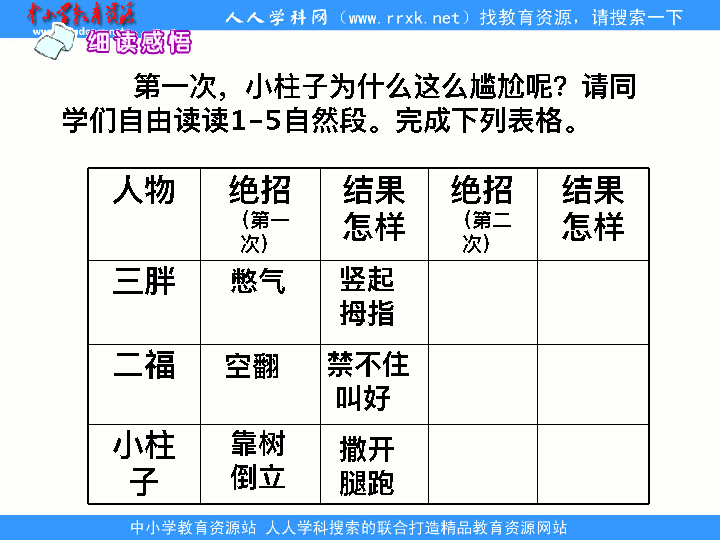 中小学教育资源
人人学科网（www.rrxk.net）找教育资源，请搜索一下
细读感悟
第一次，小柱子为什么这么尴尬呢？请同
学们自由读读1-5自然段。完成下列表格。
人物 绝招 结果 绝招 结果
（第一 怎样 （第二 怎样
次） 次）
三胖 憋气 竖起
拇指
二福 空翻 禁不住
叫好
小柱 靠树 撒开
子 倒立 腿跑
中小学教育资源站 人人学科搜索的联合打造精品教育资源网站